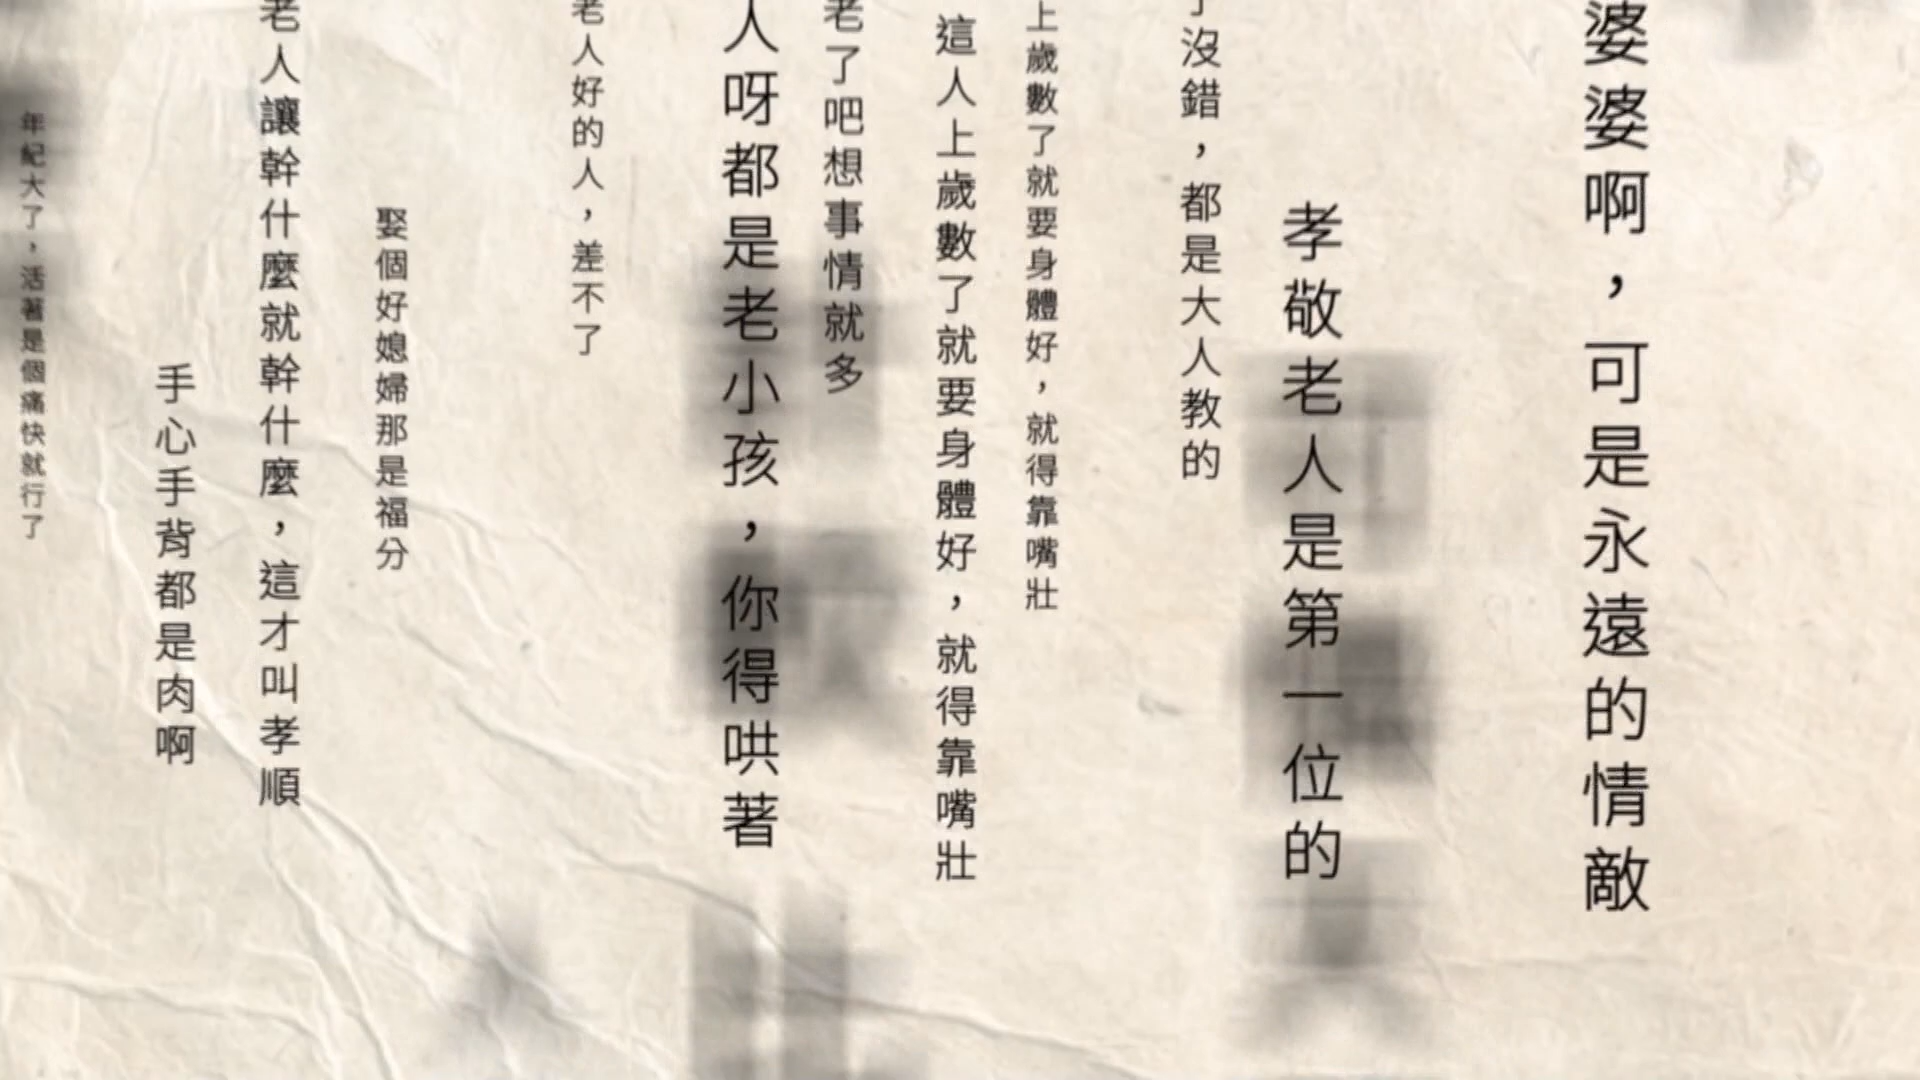 婆婆啊，可是永遠的情敵
孝敬老人是第一位的
了沒錯，都是大人教的
上歲數了就要身體好，就得靠嘴壯
這人上歲數了就要身體好，就得靠嘴壯
老了吧想事情就多
人呀都是老小孩，你得哄著
老人好的人，差不了
娶個好媳婦那是福分
老人讓幹什麼就幹什麼，這才叫孝順
手心手背都是肉啊
年紀大了，活著是個痛快就行了